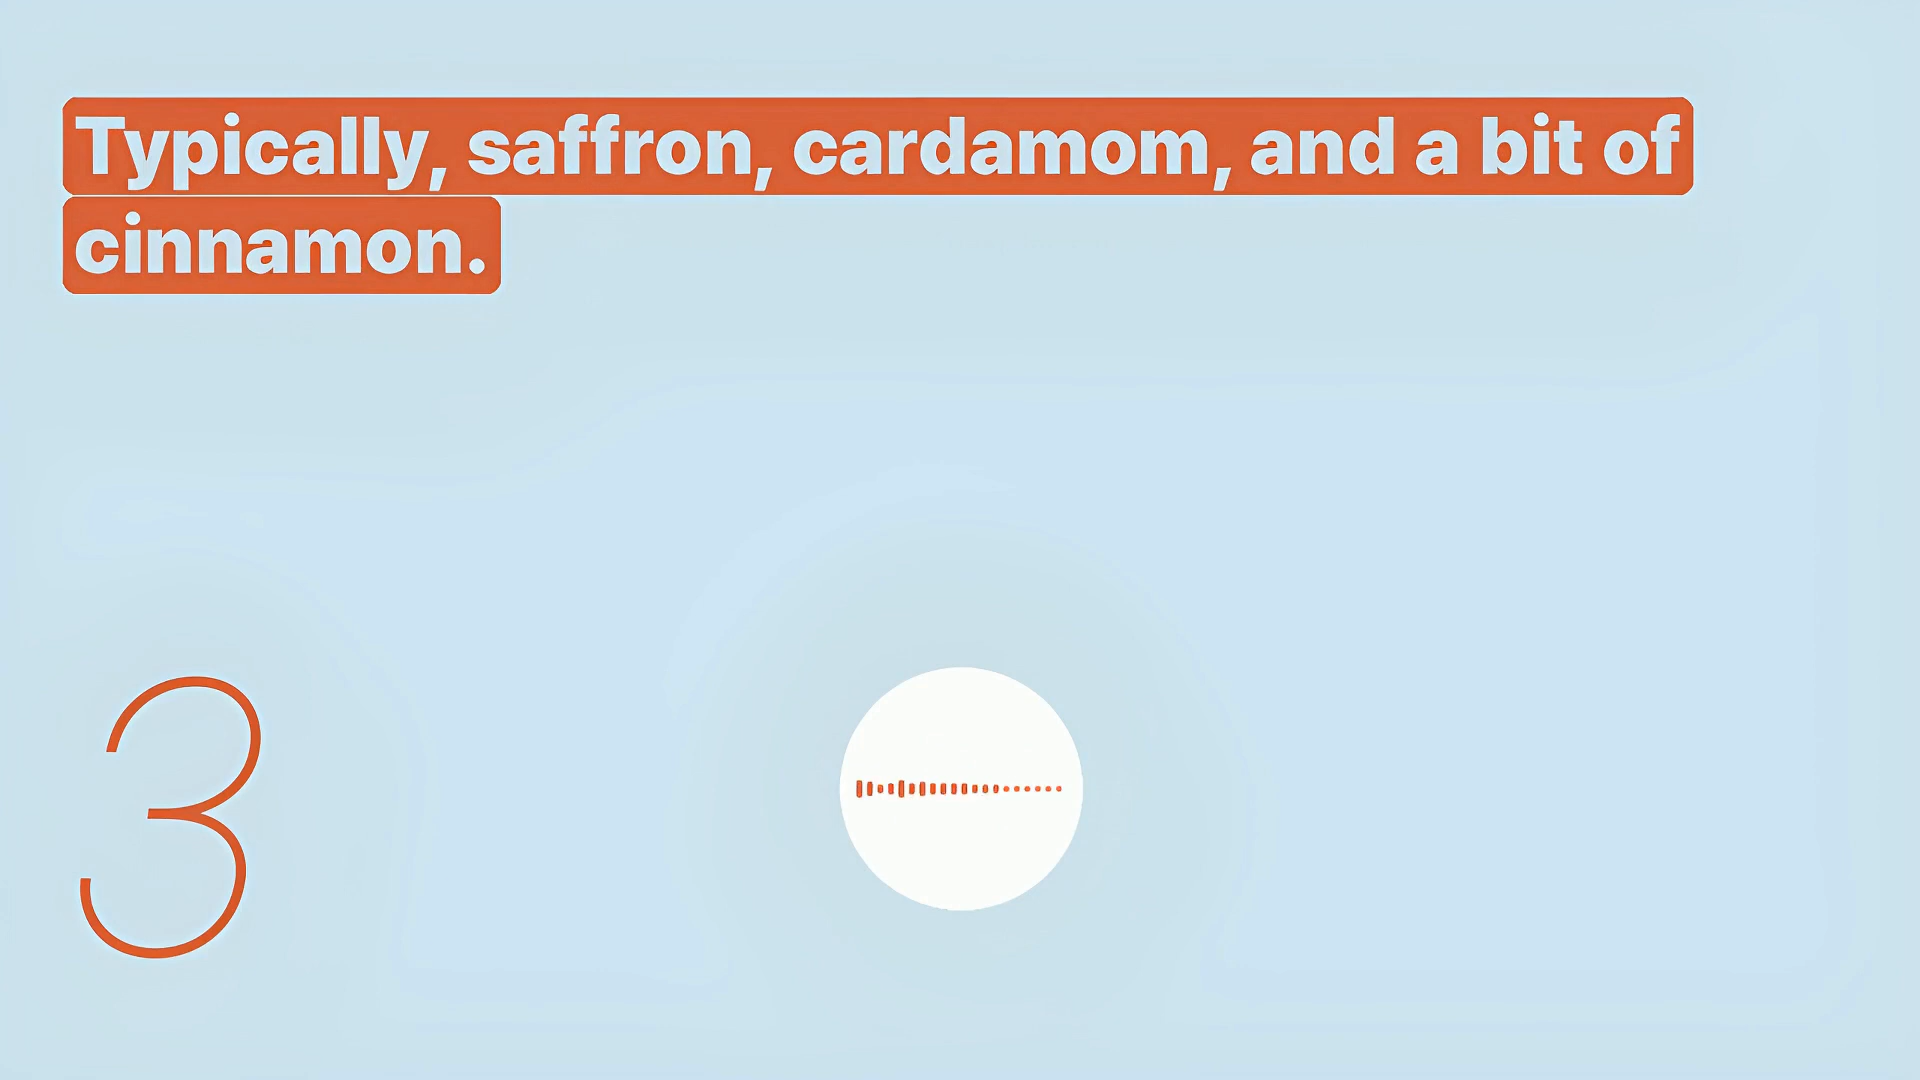 Typically, saffron, cardamom, and a bit of
cinnamon.
3